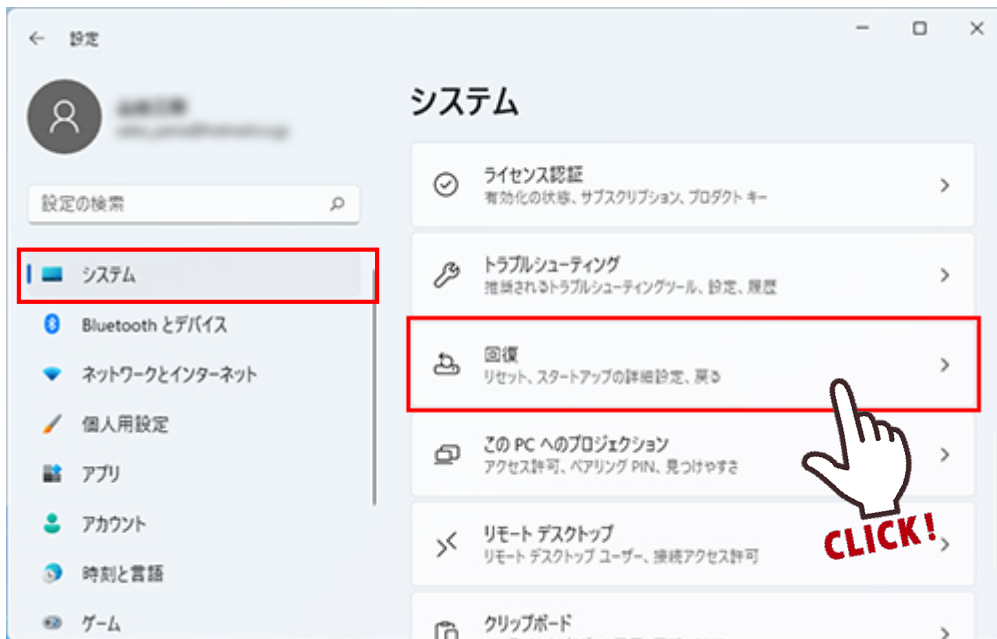 設定
システム
設定の検索
システム
Bluetooth とデバイス
ネットワークとインターネット
個人用設定
アプリ
アカウント
時刻と言語
ゲーム
ライセンス認証
有効化の状態、サブスクリプション、プロダクト キー
トラブルシューティング
推奨されるトラブルシューティングツール、設定、履歴
回復
リセット、スタートアップの詳細設定、戻る
この PC へのプロジェクション
アクセス許可、ペアリング PIN、見つけやすさ
リモート デスクトップ
リモート デスクトップ ユーザー、接続アクセス許可
CLICK!
クリップボード